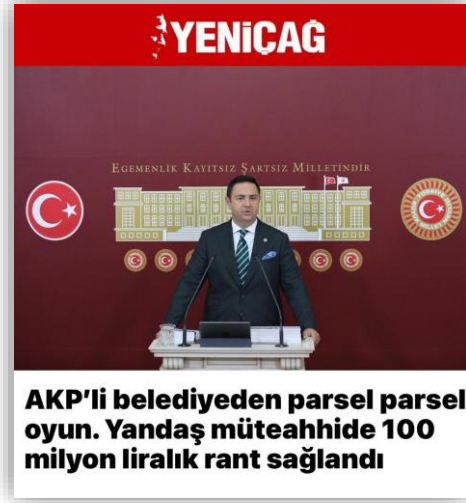 YENİÇAĞ
EGEMENLİK KAYITSIZ ŞARTSIZ MİLLETİNDİR
AKP’li belediyeden parsel parsel
oyun. Yandaş müteahhide 100
milyon liralık rant sağlandı